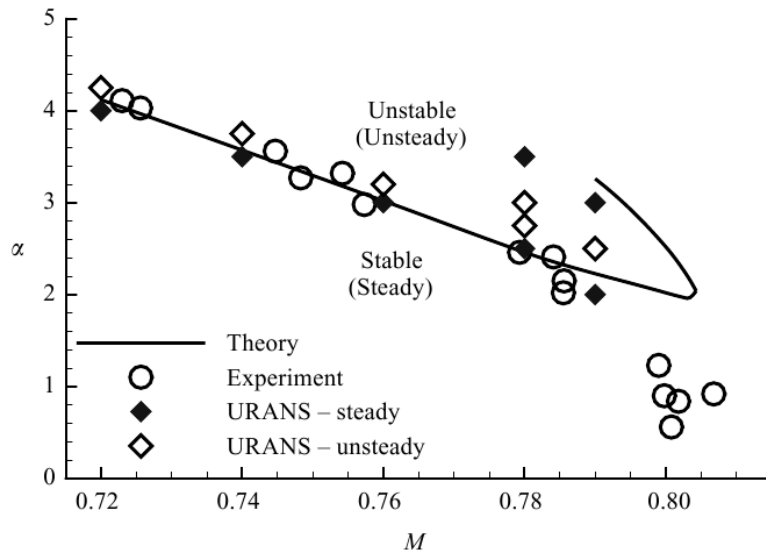 5
4
3
2
1
0
α
Unstable
(Unsteady)
Stable
(Steady)
Theory
Experiment
URANS – steady
URANS – unsteady
0.72
0.74
0.76
0.78
0.80
M